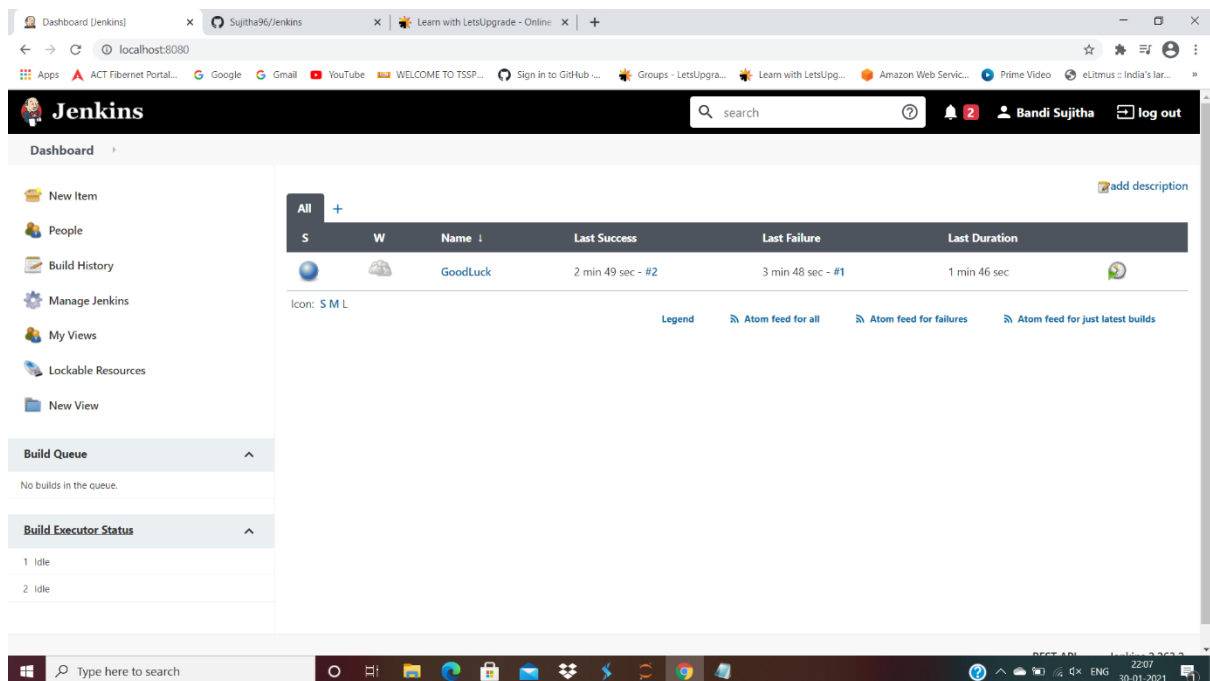 Dashboard [Jenkins]
Sujitha96/Jenkins
Learn with LetsUpgrade - Online
localhost:8080
Apps
ACT Fibernet Portal...
Google
Gmail
YouTube
WELCOME TO TSSP...
Sign in to GitHub ·...
Groups - LetsUpgra...
Learn with LetsUpg...
Amazon Web Servic...
Prime Video
eLitmus :: India's lar...
»
Jenkins
search
2
Bandi Sujitha
log out
Dashboard
add description
New Item
People
Build History
Manage Jenkins
My Views
Lockable Resources
New View
All +
S W Name ↓ Last Success Last Failure Last Duration
GoodLuck 2 min 49 sec - #2 3 min 48 sec - #1 1 min 46 sec
Icon: S M L
Legend
Atom feed for all
Atom feed for failures
Atom feed for just latest builds
Build Queue
No builds in the queue.
Build Executor Status
1 Idle
2 Idle
Type here to search
ENG
22:07
30-01-2021